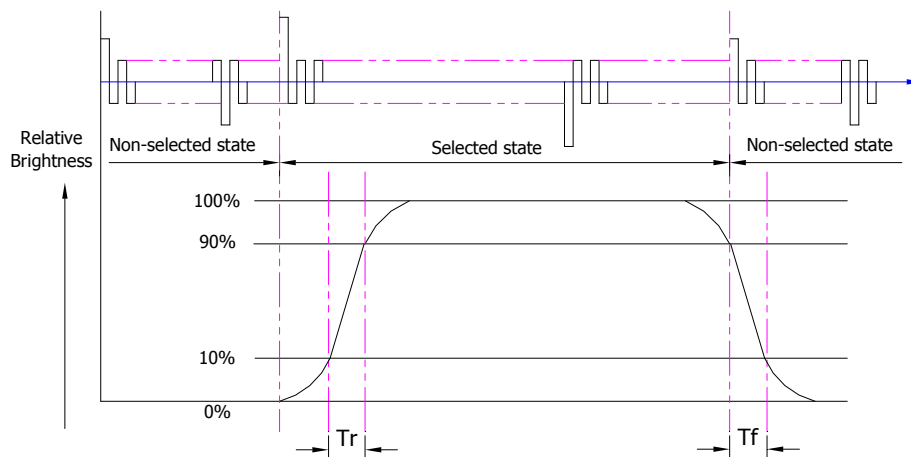 Relative
Brightness
Non-selected state
Selected state
Non-selected state
100%
90%
10%
0%
Tr
Tf